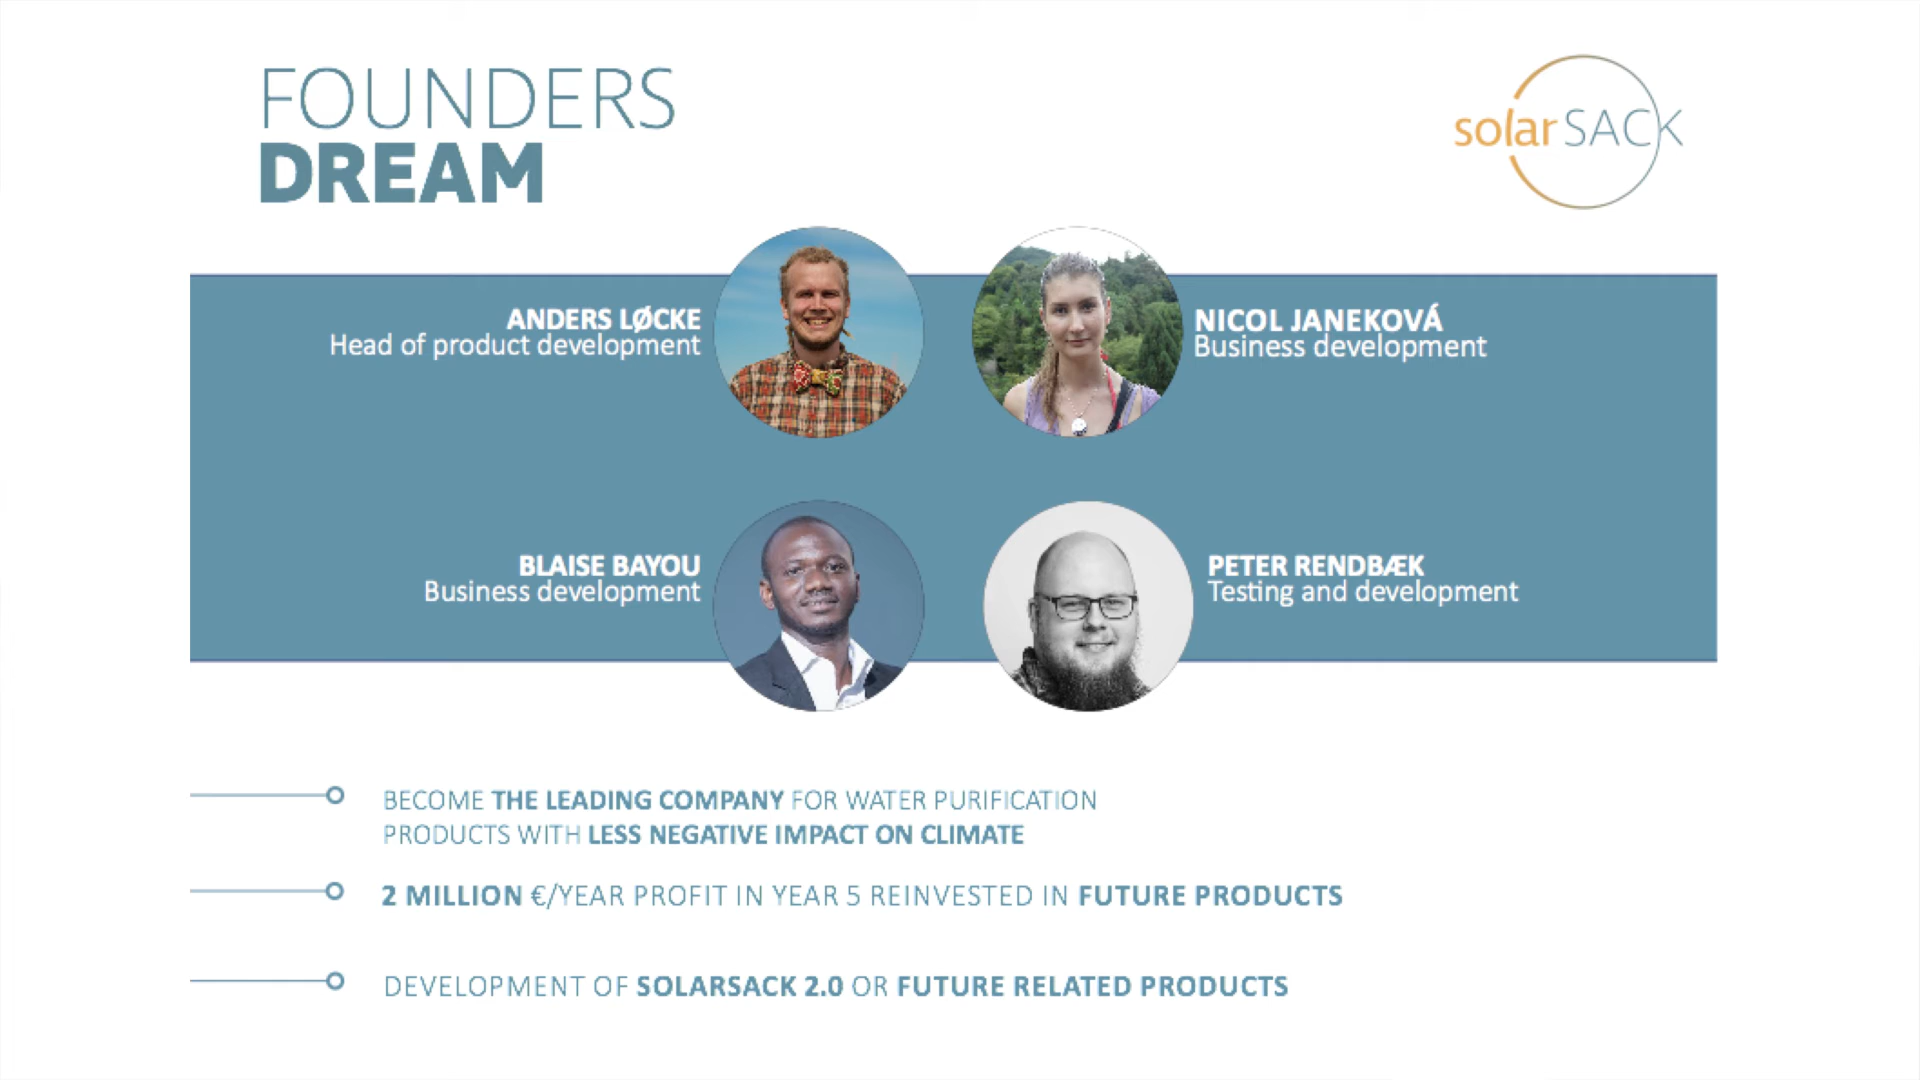 FOUNDERS
DREAM
solarSACK
ANDERS LØCKE
Head of product development
NICOL JANEKOVÁ
Business development
BLAISE BAYOU
Business development
PETER RENDBÆK
Testing and development
BECOME THE LEADING COMPANY FOR WATER PURIFICATION
PRODUCTS WITH LESS NEGATIVE IMPACT ON CLIMATE
2 MILLION €/YEAR PROFIT IN YEAR 5 REINVESTED IN FUTURE PRODUCTS
DEVELOPMENT OF SOLARSACK 2.0 OR FUTURE RELATED PRODUCTS